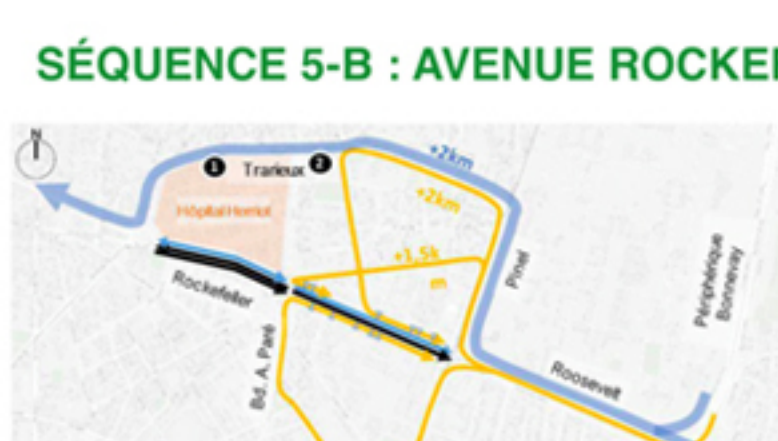 SÉQUENCE 5-B : AVENUE ROCKE
N
+2km
1
Trarieux
2
+2km
Hôpital Herriot
+1.5k
m
Pinel
Périphérique
Bonnevay
Rockefeller
Bd. A. Paré
Roosevelt